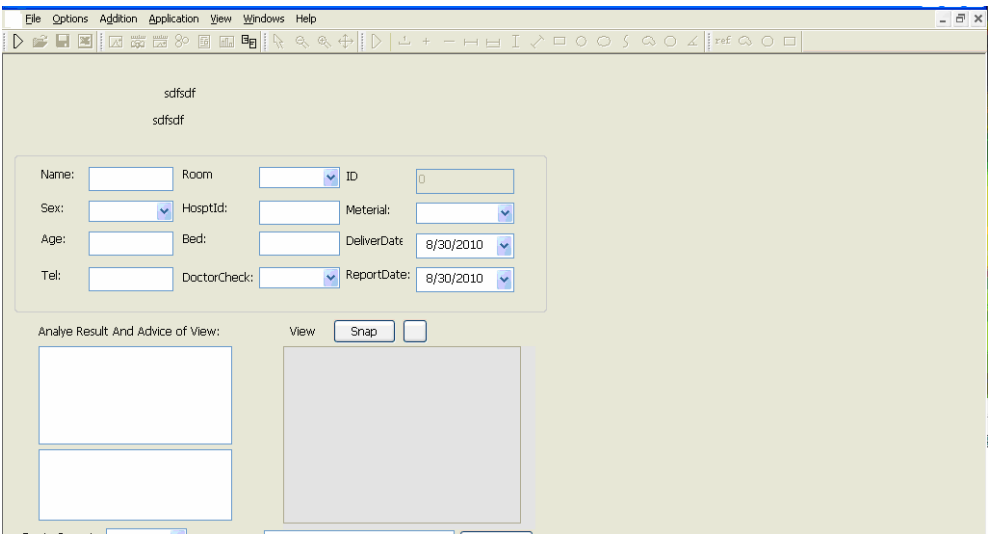 File Options Addition Application View Windows Help
ref
sdfsdf
sdfsdf
Name: Room ID 0
Sex: HosptId: Meterial:
Age: Bed: DeliverDate 8/30/2010
Tel: DoctorCheck: ReportDate: 8/30/2010
Analye Result And Advice of View: View Snap